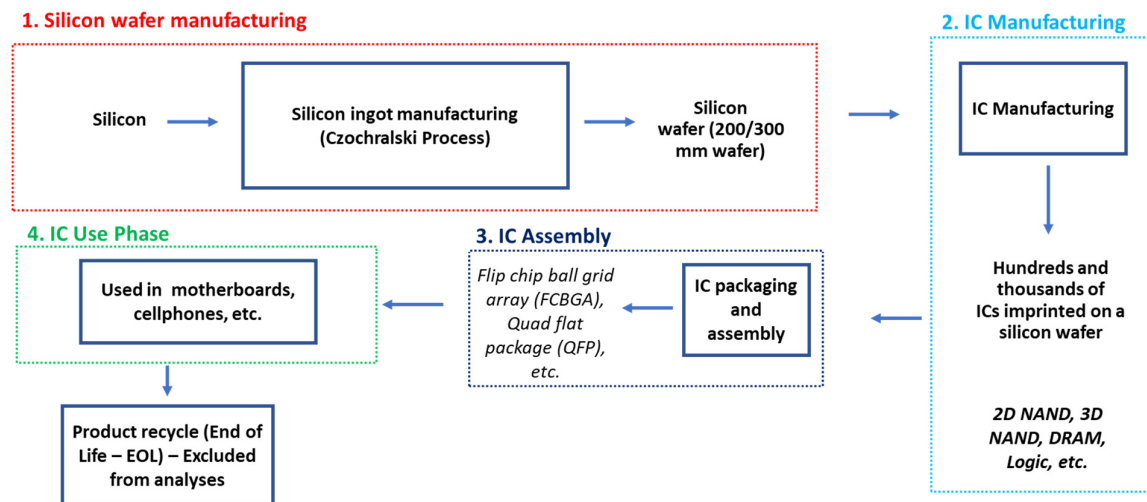 1. Silicon wafer manufacturing
Silicon
Silicon ingot manufacturing
(Czochralski Process)
Silicon
wafer (200/300
mm wafer)
2. IC Manufacturing
IC Manufacturing
Hundreds and
thousands of
ICs imprinted on a
silicon wafer
2D NAND, 3D
NAND, DRAM,
Logic, etc.
3. IC Assembly
IC packaging
and
assembly
Flip chip ball grid
array (FCBGA),
Quad flat
package (QFP),
etc.
4. IC Use Phase
Used in motherboards,
cellphones, etc.
Product recycle (End of
Life – EOL) – Excluded
from analyses